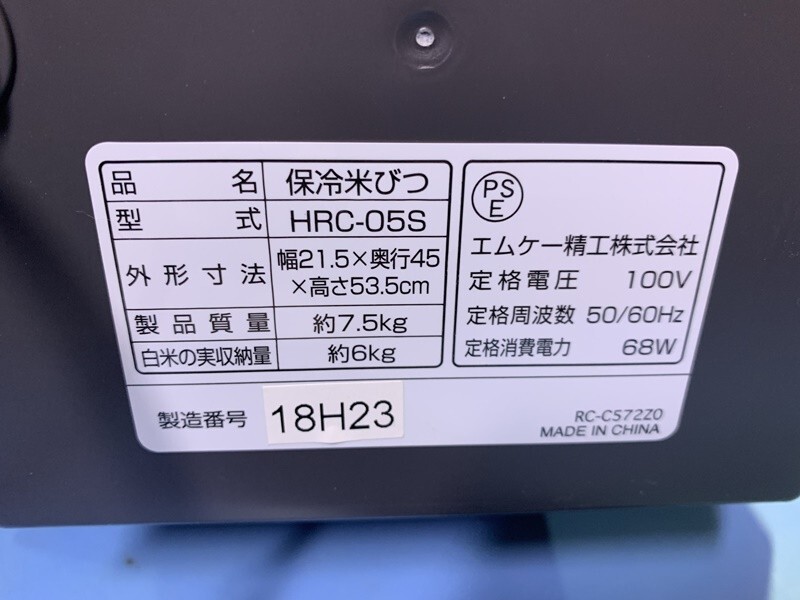 品名 保冷米びつ
型式 HRC-05S
外形寸法 幅21.5×奥行45
×高さ53.5cm
製品質量 約7.5kg
白米の実収納量 約6kg
PS
E
エムケー精工株式会社
定格電圧 100V
定格周波数 50/60Hz
定格消費電力 68W
製造番号 18H23
RC-CS72Z0
MADE IN CHINA